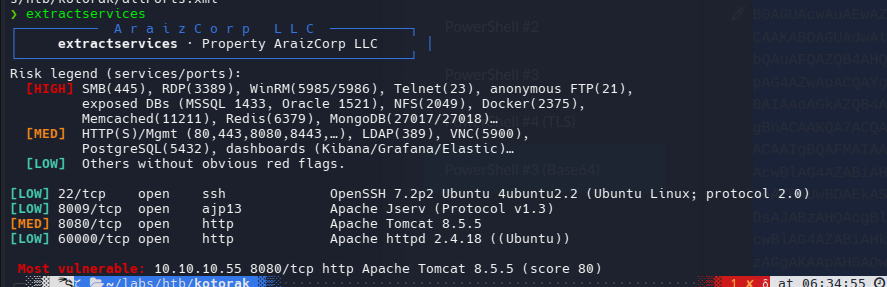 s/htb/kotorak/allPorts.xml
❯ extractservices
AraizCorp LLC
extractservices · Property AraizCorp LLC
Risk legend (services/ports):
[HIGH] SMB(445), RDP(3389), WinRM(5985/5986), Telnet(23), anonymous FTP(21),
exposed DBs (MSSQL 1433, Oracle 1521), NFS(2049), Docker(2375),
Memcached(11211), Redis(6379), MongoDB(27017/27018)…
[MED] HTTP(S)/Mgmt (80,443,8080,8443,…), LDAP(389), VNC(5900),
PostgreSQL(5432), dashboards (Kibana/Grafana/Elastic)…
[LOW] Others without obvious red flags.
[LOW] 22/tcp open ssh OpenSSH 7.2p2 Ubuntu 4ubuntu2.2 (Ubuntu Linux; protocol 2.0)
[LOW] 8009/tcp open ajp13 Apache Jserv (Protocol v1.3)
[MED] 8080/tcp open http Apache Tomcat 8.5.5
[LOW] 60000/tcp open http Apache httpd 2.4.18 ((Ubuntu))
Most vulnerable: 10.10.10.55 8080/tcp http Apache Tomcat 8.5.5 (score 80)
~/labs/htb/kotorak 1 ✘ at 06:34:55
PowerShell #2
PowerShell #3
#4 (TLS)
PowerShell #3 (Base64)